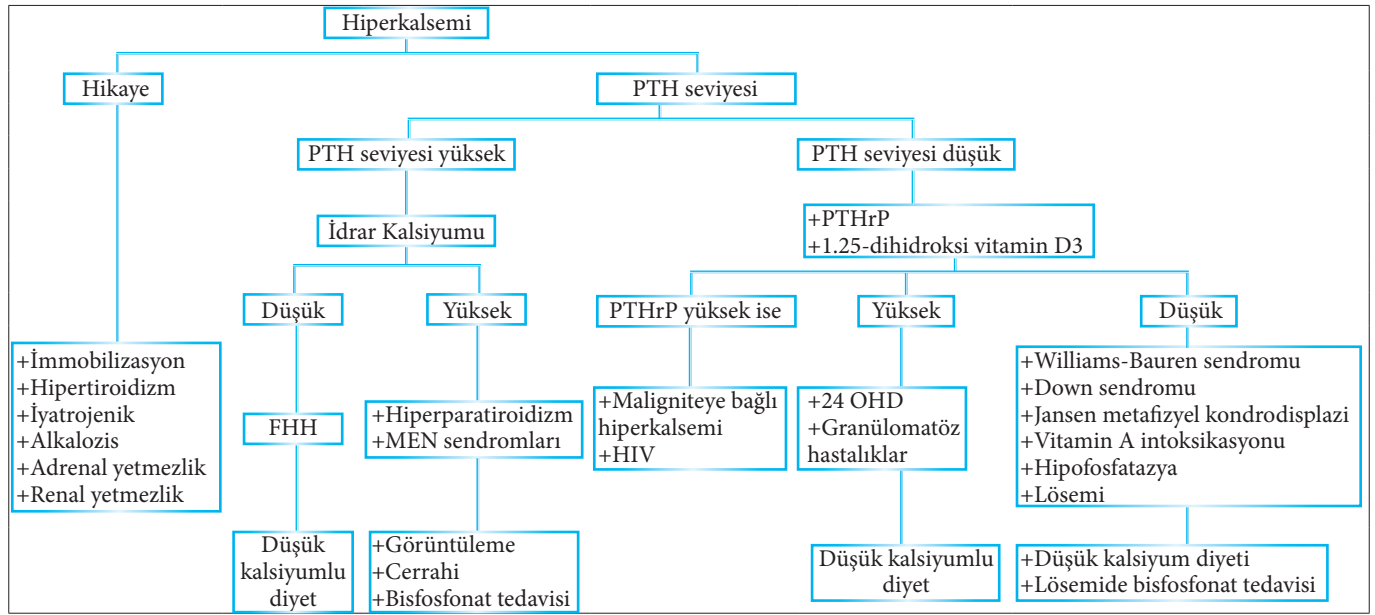 Hiperkalsemi
Hikaye
PTH seviyesi
PTH seviyesi yüksek
PTH seviyesi düşük
İdrar Kalsiyumu
+PTHrP
+1.25-dihidroksi vitamin D3
Düşük
Yüksek
PTHrP yüksek ise
Yüksek
Düşük
+İmmobilizasyon
+Hipertiroidizm
+İyatrojenik
+Alkalozis
+Adrenal yetmezlik
+Renal yetmezlik
FHH
+Hiperparatiroidizm
+MEN sendromları
+Maligniteye bağlı
hiperkalsemi
+HIV
+24 OHD
+Granülomatöz
hastalıklar
+Williams-Bauren sendromu
+Down sendromu
+Jansen metafizyel kondrodisplazi
+Vitamin A intoksikasyonu
+Hipofosfatazya
+Lösemi
Düşük
kalsiyumlu
diyet
+Görüntüleme
+Cerrahi
+Bisfosfonat tedavisi
Düşük kalsiyumlu
diyet
+Düşük kalsiyum diyeti
+Lösemide bisfosfonat tedavisi